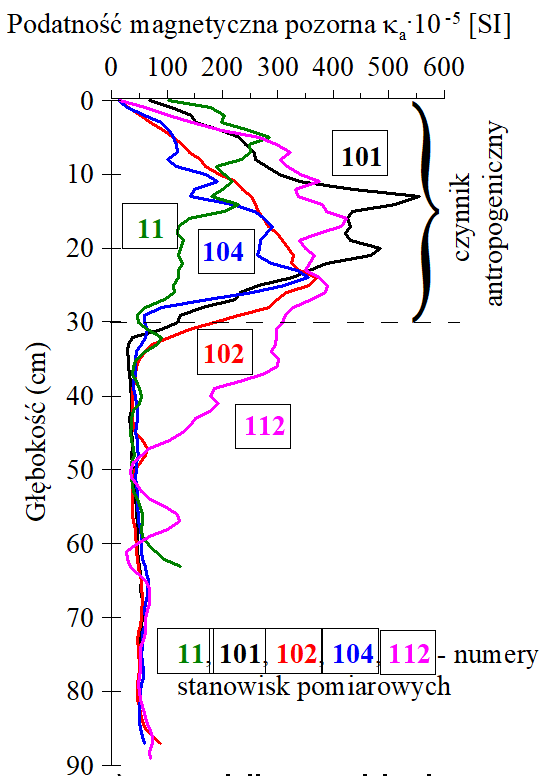 Podatność magnetyczna pozorna κa·10 -5 [SI]
0 100 200 300 400 500 600
0
10
20
30
40
50
60
70
80
90
Głębokość (cm)
101
11
104
102
112
czynnik
antropogeniczny
11, 101, 102, 104, 112 - numery
stanowisk pomiarowych